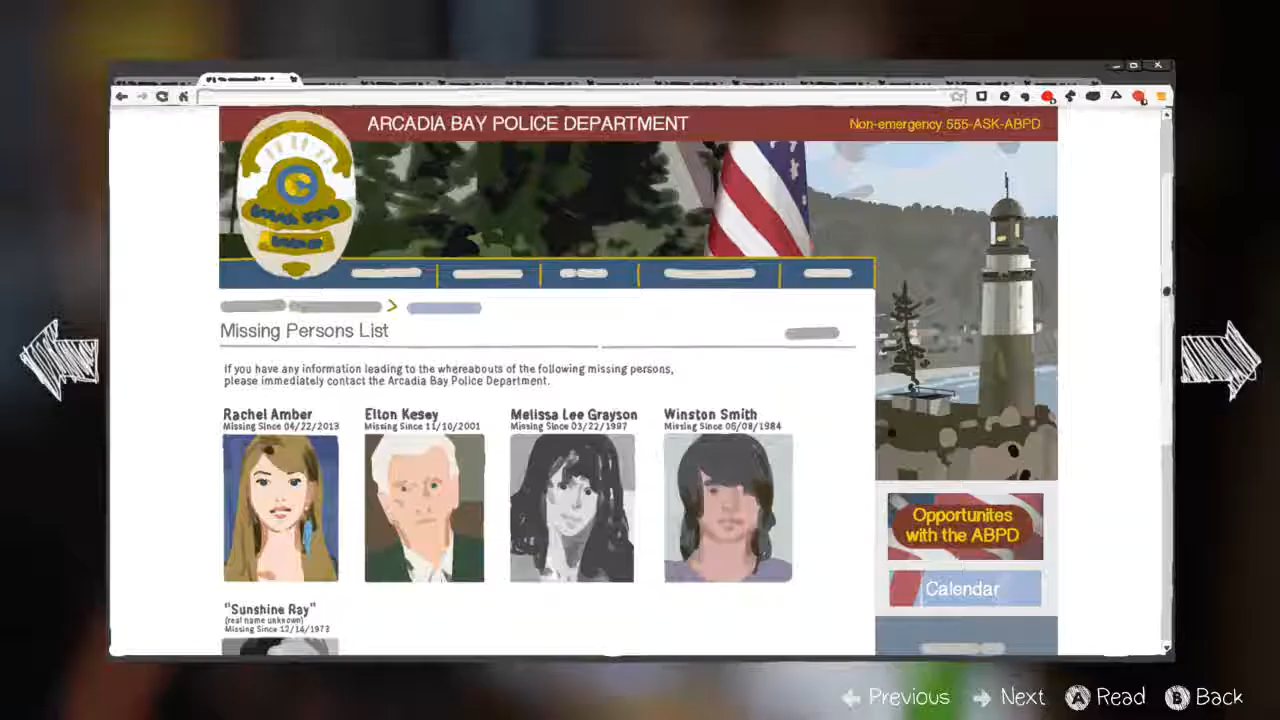 ARCADIA BAY POLICE DEPARTMENT
Non-emergency 555-ASK-ABPD
Missing Persons List
If you have any information leading to the whereabouts of the following missing persons,
please immediately contact the Arcadia Bay Police Department.
Rachel Amber
Missing Since 04/22/2013
Elton Kesey
Missing Since 11/10/2001
Melissa Lee Grayson
Missing Since 03/22/1997
Winston Smith
Missing Since 06/08/1984
"Sunshine Ray"
(real name unknown)
Missing Since 12/14/1973
Opportunites
with the ABPD
Calendar
Previous
Next
A Read
B Back